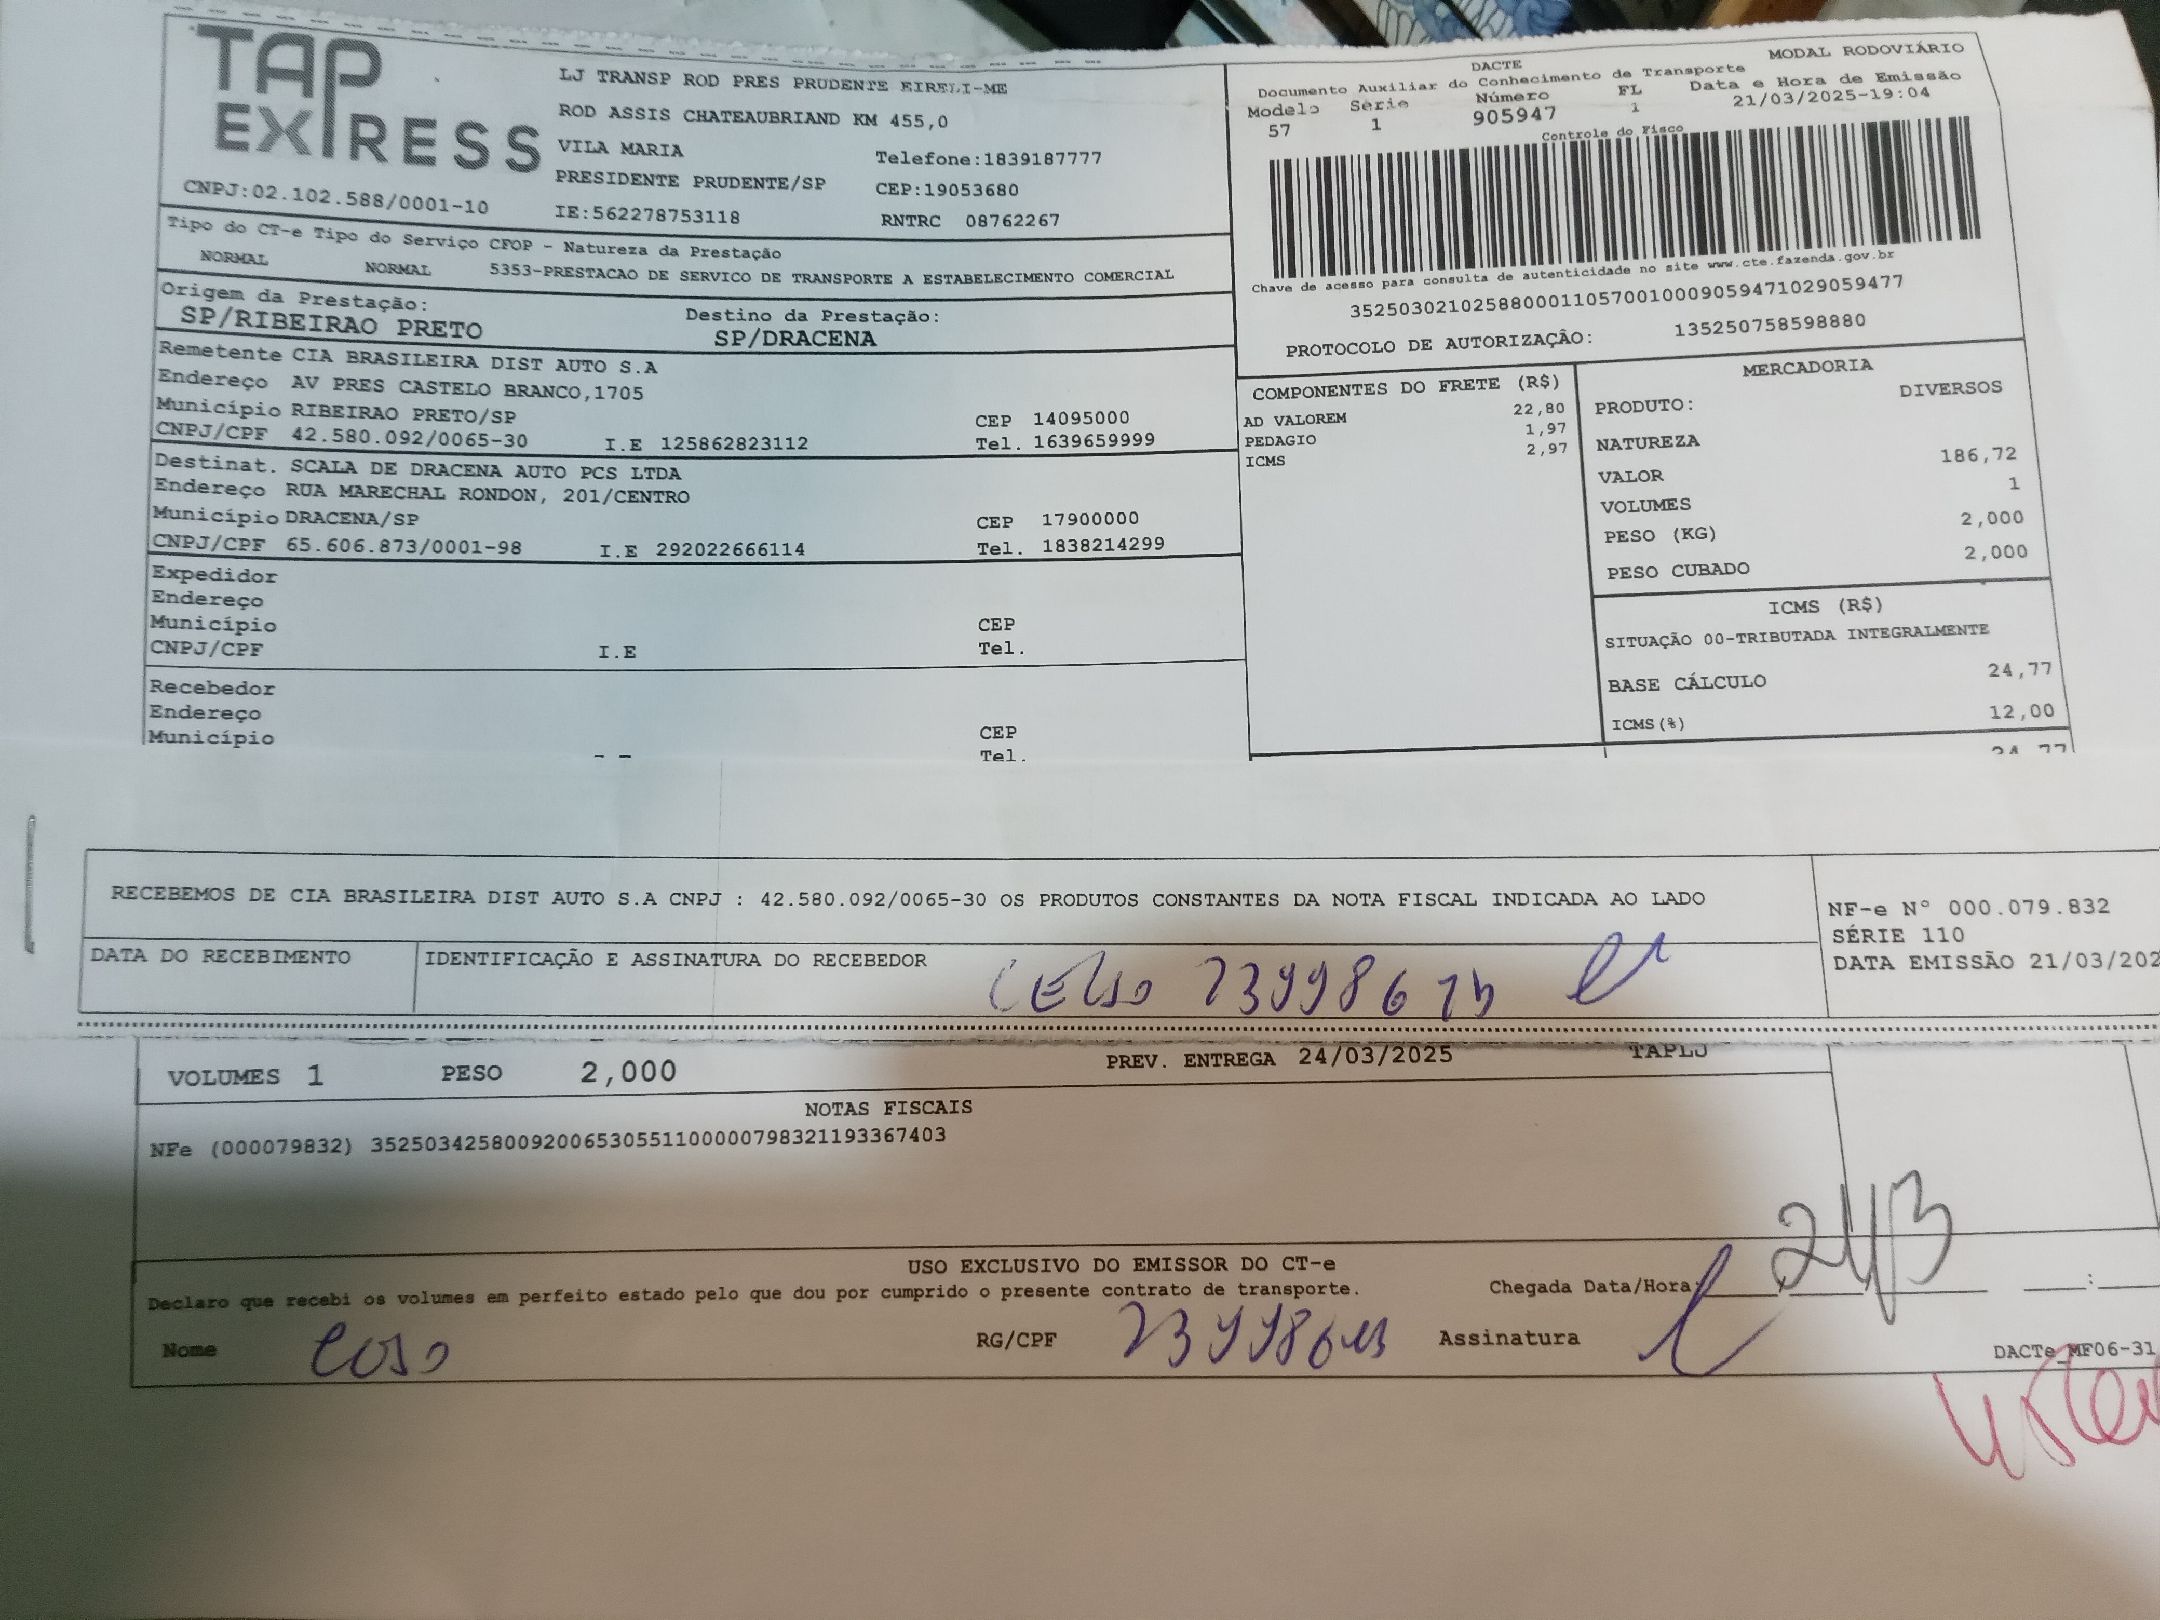 TAP EXPRESS
CNPJ:02.102.588/0001-10
LJ TRANSP ROD PRES PRUDENTE EIRELI-ME
ROD ASSIS CHATEAUBRIAND KM 455,0
VILA MARIA
Telefone:1839187777
PRESIDENTE PRUDENTE/SP
CEP:19053680
IE:562278753118
RNTRC 08762267
DACTE
MODAL RODOVIÁRIO
Documento Auxiliar do Conhecimento de Transporte
Modelo Série Número FL Data e Hora de Emissão
57 1 905947 1 21/03/2025-19:04
Controle do Fisco
Chave de acesso para consulta de autenticidade no site www.cte.fazenda.gov.br
35250302102588000110570010009059471029059477
PROTOCOLO DE AUTORIZAÇÃO: 135250758598880
Tipo do CT-e Tipo do Serviço CFOP - Natureza da Prestação
NORMAL NORMAL 5353-PRESTACAO DE SERVICO DE TRANSPORTE A ESTABELECIMENTO COMERCIAL
Origem da Prestação: Destino da Prestação:
SP/RIBEIRAO PRETO SP/DRACENA
Remetente CIA BRASILEIRA DIST AUTO S.A
Endereço AV PRES CASTELO BRANCO,1705
Município RIBEIRAO PRETO/SP CEP 14095000
CNPJ/CPF 42.580.092/0065-30 I.E 125862823112 Tel. 1639659999
Destinat. SCALA DE DRACENA AUTO PCS LTDA
Endereço RUA MARECHAL RONDON, 201/CENTRO
Município DRACENA/SP CEP 17900000
CNPJ/CPF 65.606.873/0001-98 I.E 292022666114 Tel. 1838214299
Expedidor
Endereço
Município CEP
CNPJ/CPF I.E Tel.
Recebedor
Endereço
Município CEP
Tel.
COMPONENTES DO FRETE (R$)
AD VALOREM 22,80
PEDAGIO 1,97
ICMS 2,97
MERCADORIA
PRODUTO: DIVERSOS
NATUREZA
VALOR 186,72
VOLUMES 1
PESO (KG) 2,000
PESO CUBADO 2,000
ICMS (R$)
SITUAÇÃO 00-TRIBUTADA INTEGRALMENTE
BASE CÁLCULO 24,77
ICMS(%) 12,00
24,77
RECEBEMOS DE CIA BRASILEIRA DIST AUTO S.A CNPJ : 42.580.092/0065-30 OS PRODUTOS CONSTANTES DA NOTA FISCAL INDICADA AO LADO
NF-e N° 000.079.832
SÉRIE 110
DATA EMISSÃO 21/03/202
DATA DO RECEBIMENTO
IDENTIFICAÇÃO E ASSINATURA DO RECEBEDOR
CELSO
VOLUMES 1 PESO 2,000 PREV. ENTREGA 24/03/2025 TAPLJ
NOTAS FISCAIS
NFe (000079832) 35250342580092006530551100000798321193367403
USO EXCLUSIVO DO EMISSOR DO CT-e
Declaro que recebi os volumes em perfeito estado pelo que dou por cumprido o presente contrato de transporte.
Chegada Data/Hora:
Nome Celso RG/CPF Assinatura
DACTe_MF06-31